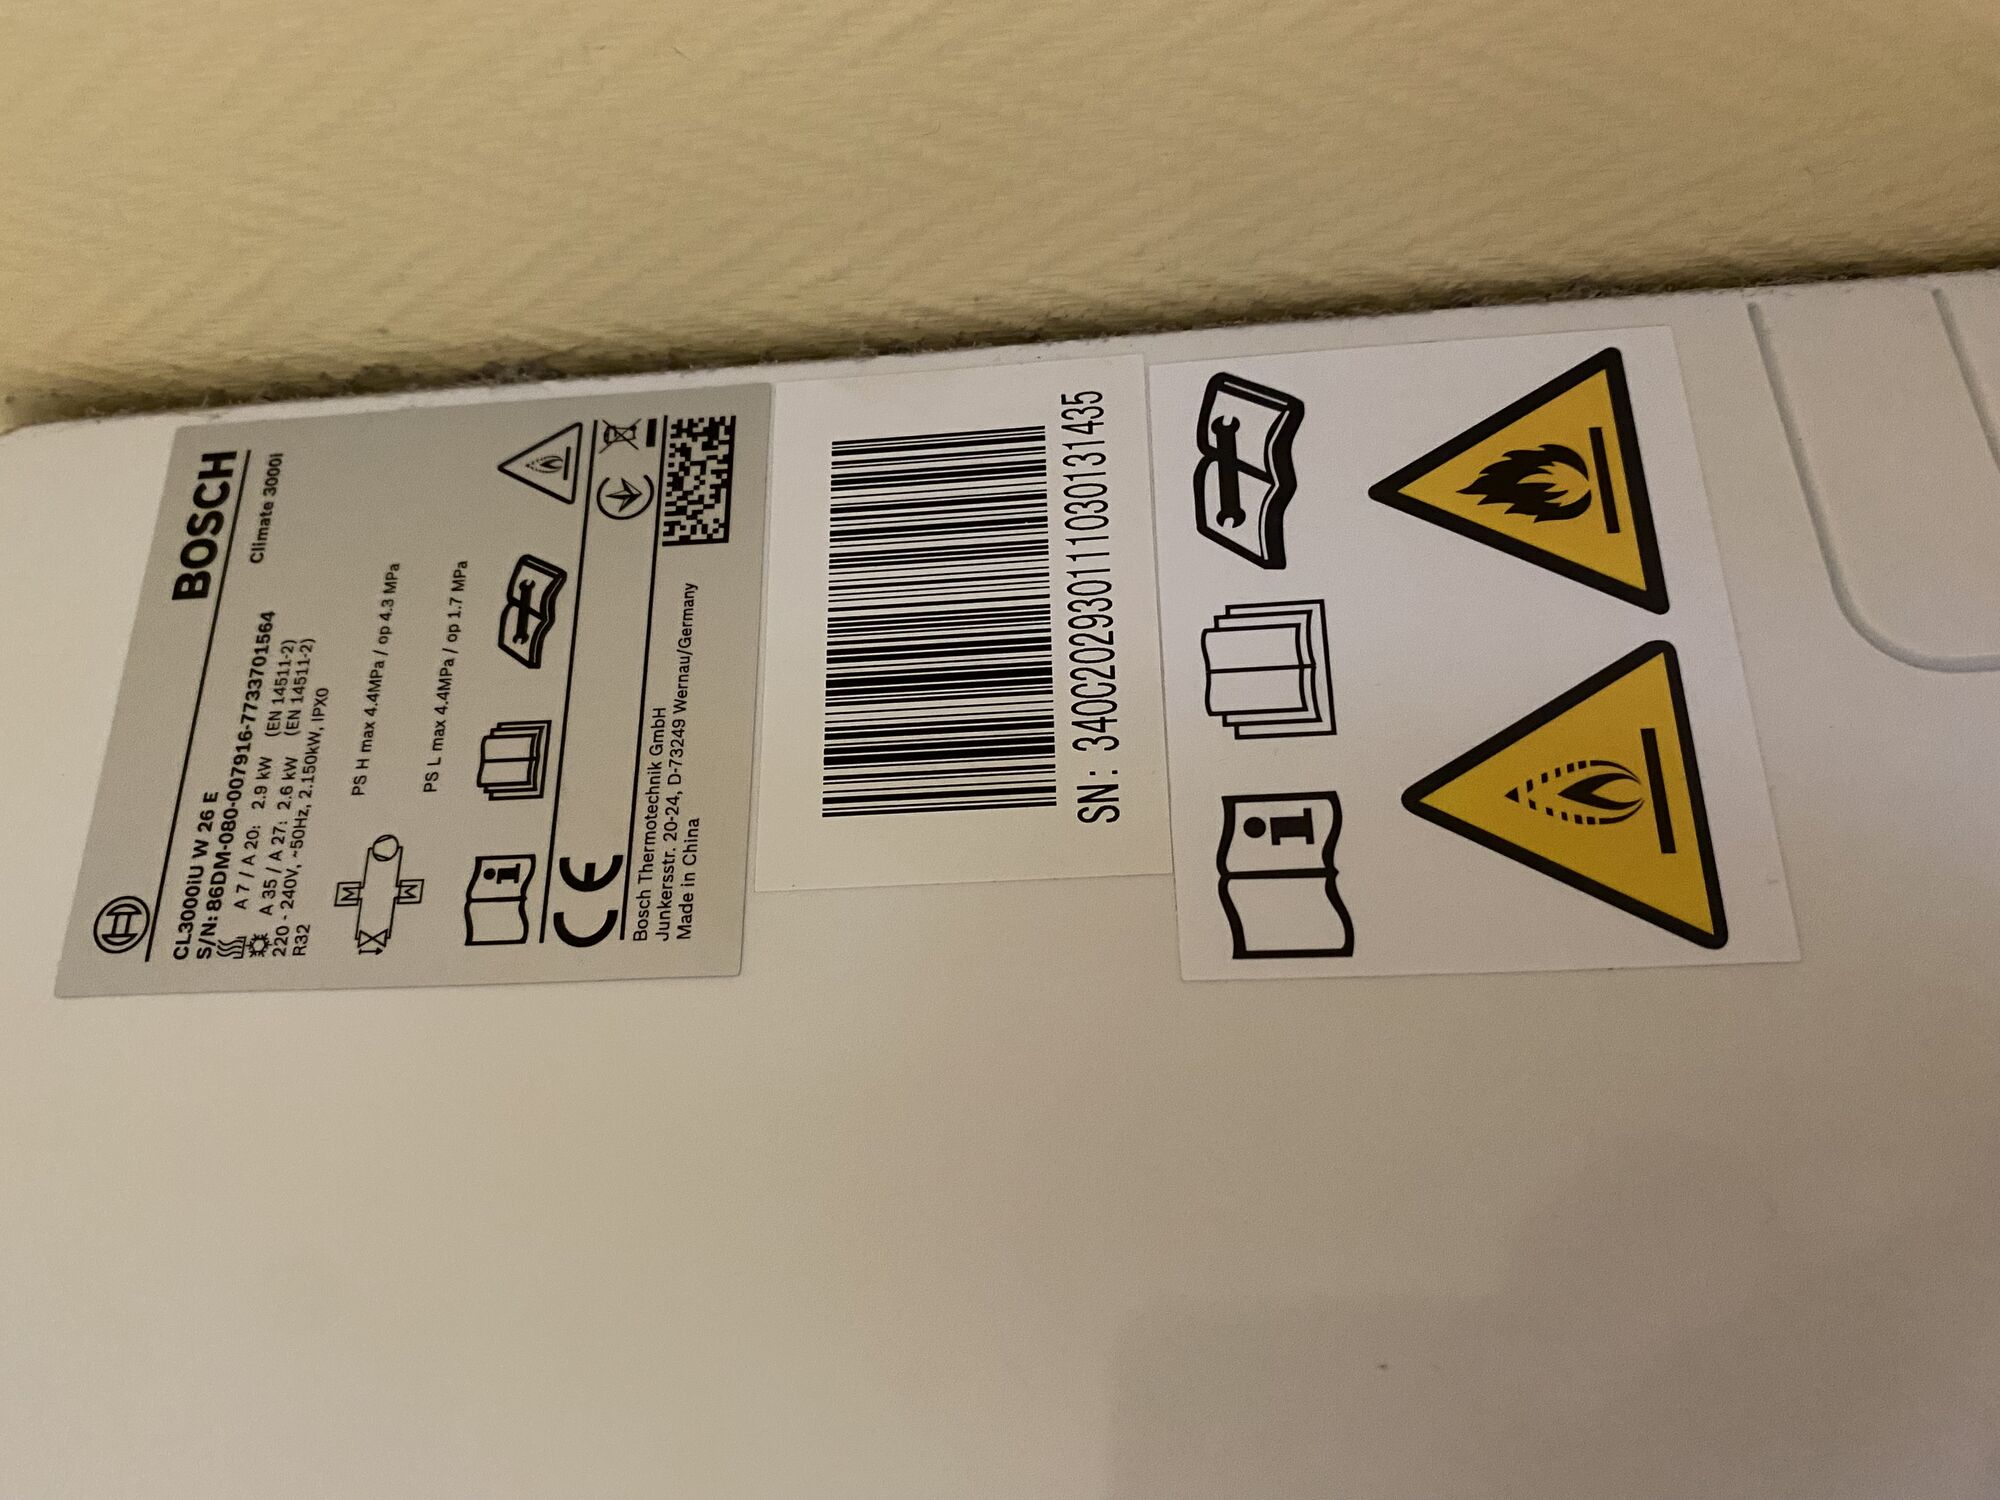 BOSCH
CL3000iU W 26 E
Climate 3000i
S/N: 86DM-080-007916-7733701564
A 7 / A 20: 2.9 kW (EN 14511-2)
A 35 / A 27: 2.6 kW (EN 14511-2)
220 - 240V, ~50Hz, 2.150kW, IPX0
R32
M
M
PS H max 4.4MPa / op 4.3 MPa
PS L max 4.4MPa / op 1.7 MPa
i
CE
Bosch Thermotechnik GmbH
Junkersstr. 20-24, D-73249 Wernau/Germany
Made in China
SN: 340C202930111030131435
i